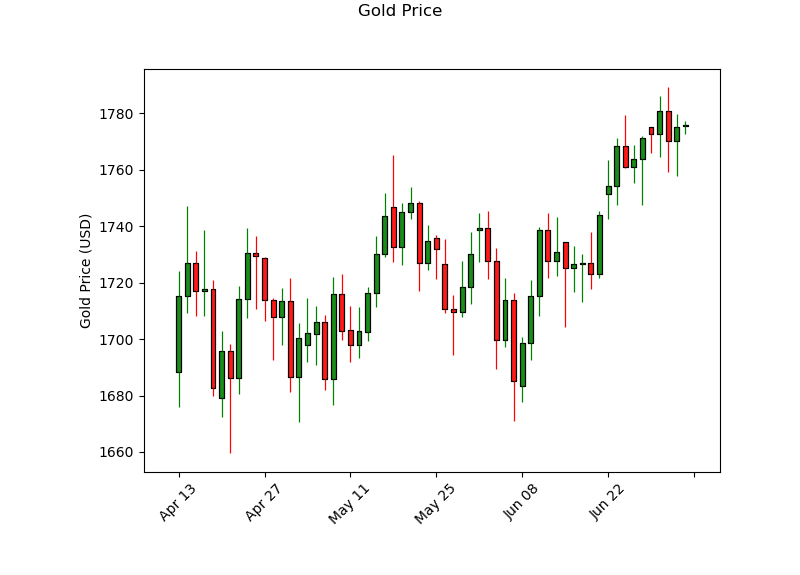 Gold Price
Gold Price (USD)
1780
1760
1740
1720
1700
1680
1660
Apr 13
Apr 27
May 11
May 25
Jun 08
Jun 22